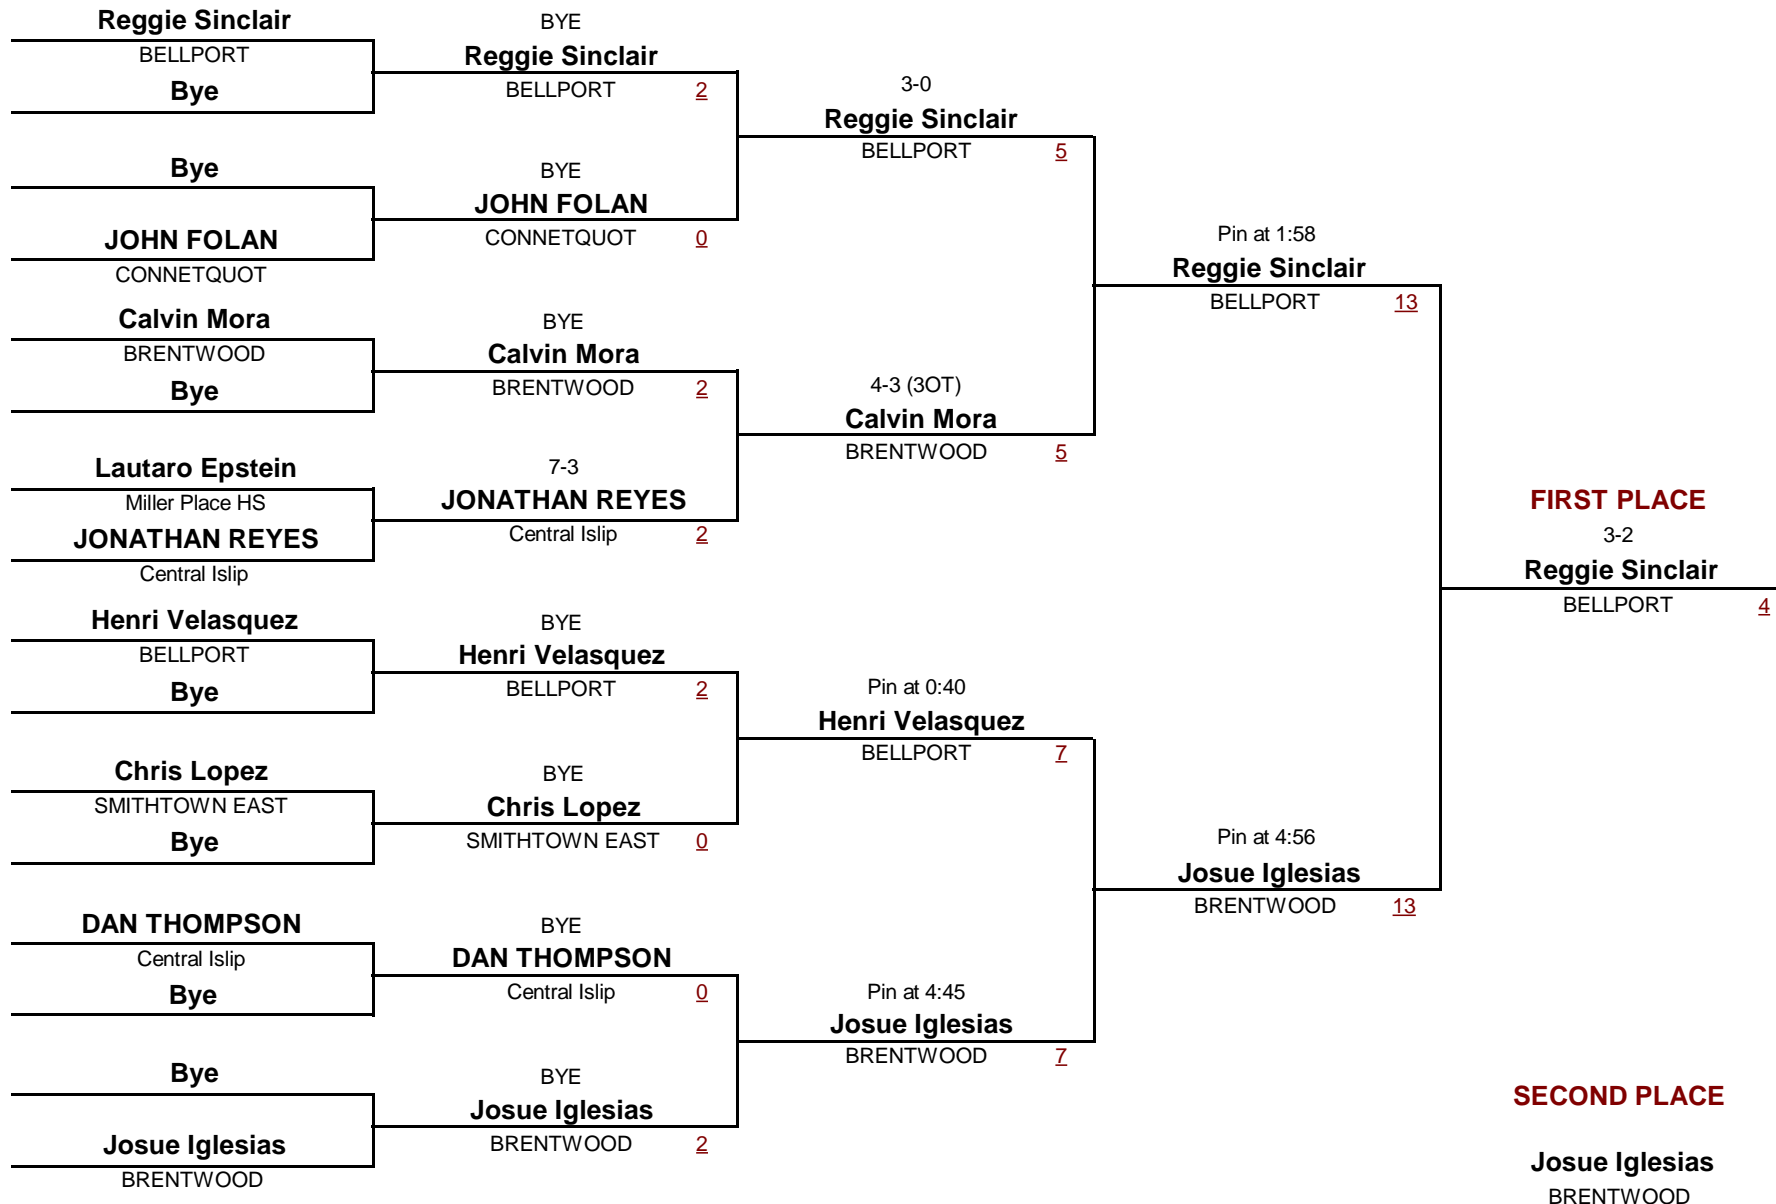 Reggie Sinclair
BELLPORT
Bye
Bye
JOHN FOLAN
CONNETQUOT
Calvin Mora
BRENTWOOD
Bye
Lautaro Epstein
Miller Place HS
JONATHAN REYES
Central Islip
Henri Velasquez
BELLPORT
Bye
Chris Lopez
SMITHTOWN EAST
Bye
DAN THOMPSON
Central Islip
Bye
Bye
Josue Iglesias
BRENTWOOD
BYE
Reggie Sinclair
BELLPORT 2
BYE
JOHN FOLAN
CONNETQUOT 0
BYE
Calvin Mora
BRENTWOOD 2
7-3
JONATHAN REYES
Central Islip 2
BYE
Henri Velasquez
BELLPORT 2
BYE
Chris Lopez
SMITHTOWN EAST 0
BYE
DAN THOMPSON
Central Islip 0
BYE
Josue Iglesias
BRENTWOOD 2
3-0
Reggie Sinclair
BELLPORT 5
4-3 (3OT)
Calvin Mora
BRENTWOOD 5
Pin at 0:40
Henri Velasquez
BELLPORT 7
Pin at 4:45
Josue Iglesias
BRENTWOOD 7
Pin at 1:58
Reggie Sinclair
BELLPORT 13
Pin at 4:56
Josue Iglesias
BRENTWOOD 13
FIRST PLACE
3-2
Reggie Sinclair
BELLPORT 4
SECOND PLACE
Josue Iglesias
BRENTWOOD